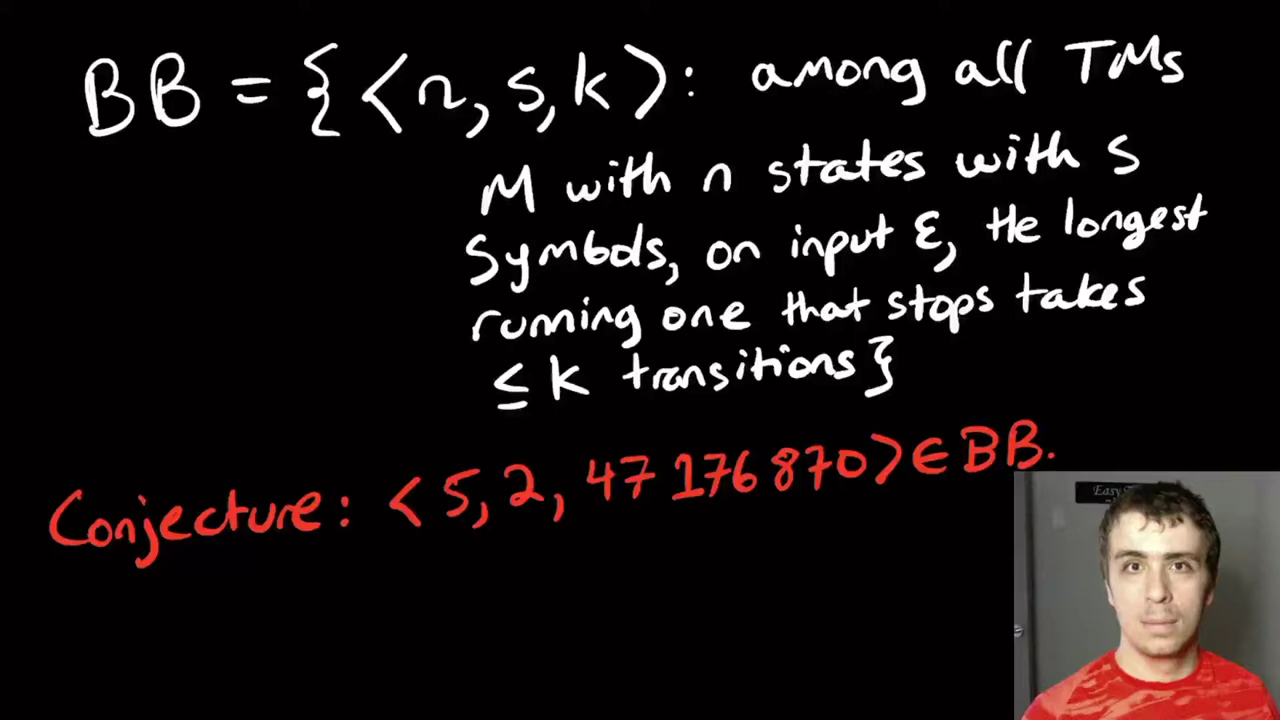 BB = {<n, s, k>: among all TMs
M with n states with s
symbols, on input ε, the longest
running one that stops takes
≤ k transitions}
Conjecture: <5, 2, 47 176 870> ∈ BB.